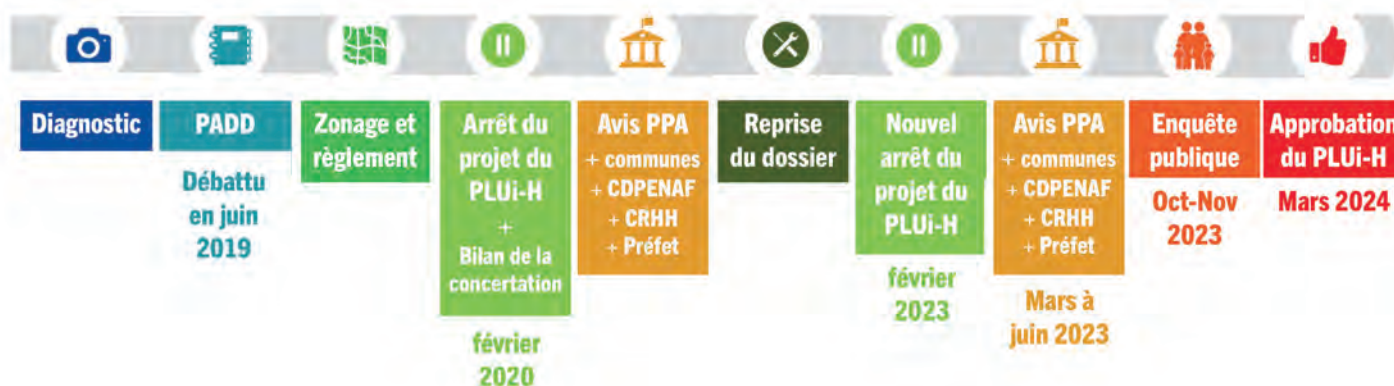 Diagnostic
PADD
Débattu
en juin
2019
Zonage et
règlement
Arrêt du
projet du
PLUi-H
+
Bilan de la
concertation
février
2020
Avis PPA
+ communes
+ CDPENAF
+ CRHH
+ Préfet
Reprise
du dossier
Nouvel
arrêt du
projet du
PLUi-H
février
2023
Avis PPA
+ communes
+ CDPENAF
+ CRHH
+ Préfet
Mars à
juin 2023
Enquête
publique
Oct-Nov
2023
Approbation
du PLUi-H
Mars 2024